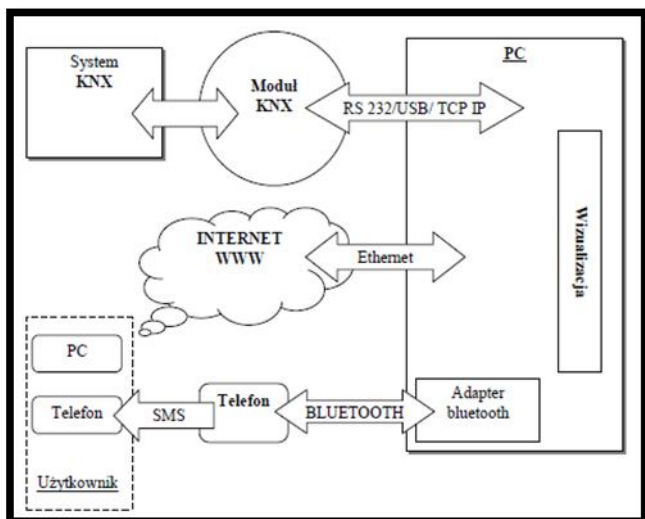 System
KNX
Moduł
KNX
RS 232/USB/ TCP IP
PC
Wizualizacja
INTERNET
WWW
Ethernet
PC
Telefon
Użytkownik
SMS
Telefon
BLUETOOTH
Adapter
bluetooth